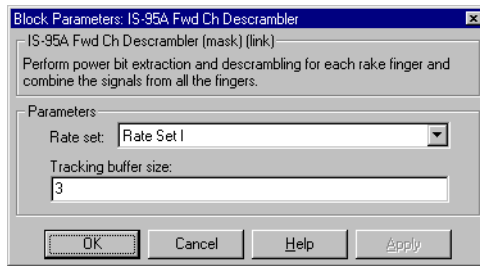 Block Parameters: IS-95A Fwd Ch Descrambler
IS-95A Fwd Ch Descrambler (mask) (link)
Perform power bit extraction and descrambling for each rake finger and
combine the signals from all the fingers.
Parameters
Rate set: Rate Set I
Tracking buffer size:
3
OK Cancel Help Apply